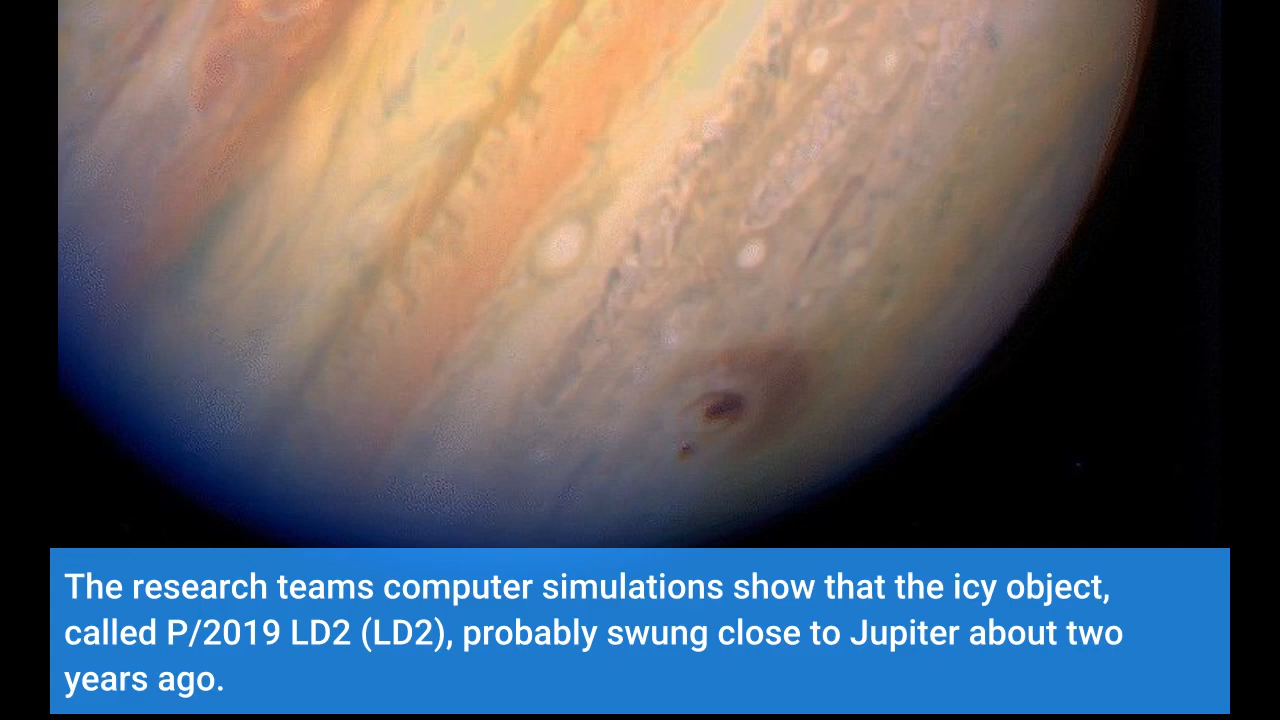 The research teams computer simulations show that the icy object,
called P/2019 LD2 (LD2), probably swung close to Jupiter about two
years ago.